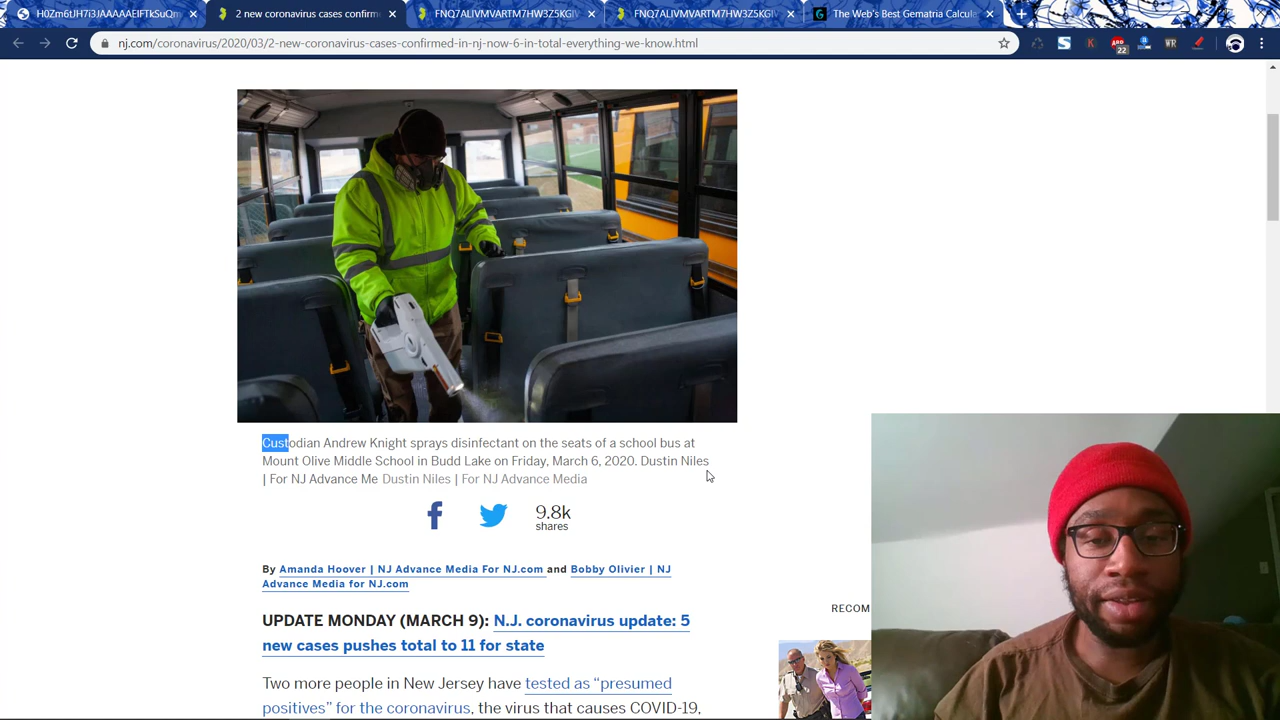 H0Zm6tJH7i3JAAAAAElFTkSuQm
2 new coronavirus cases confirm
FNQ7ALIVMVARTM7HW3Z5KGI
FNQ7ALIVMVARTM7HW3Z5KGI
The Web's Best Gematria Calcula
nj.com/coronavirus/2020/03/2-new-coronavirus-cases-confirmed-in-nj-now-6-in-total-everything-we-know.html
22
WR
Custodian Andrew Knight sprays disinfectant on the seats of a school bus at
Mount Olive Middle School in Budd Lake on Friday, March 6, 2020. Dustin Niles
| For NJ Advance Me Dustin Niles | For NJ Advance Media
9.8k
shares
By Amanda Hoover | NJ Advance Media For NJ.com and Bobby Olivier | NJ
Advance Media for NJ.com
RECOM
UPDATE MONDAY (MARCH 9): N.J. coronavirus update: 5
new cases pushes total to 11 for state
Two more people in New Jersey have tested as “presumed
positives” for the coronavirus, the virus that causes COVID-19,